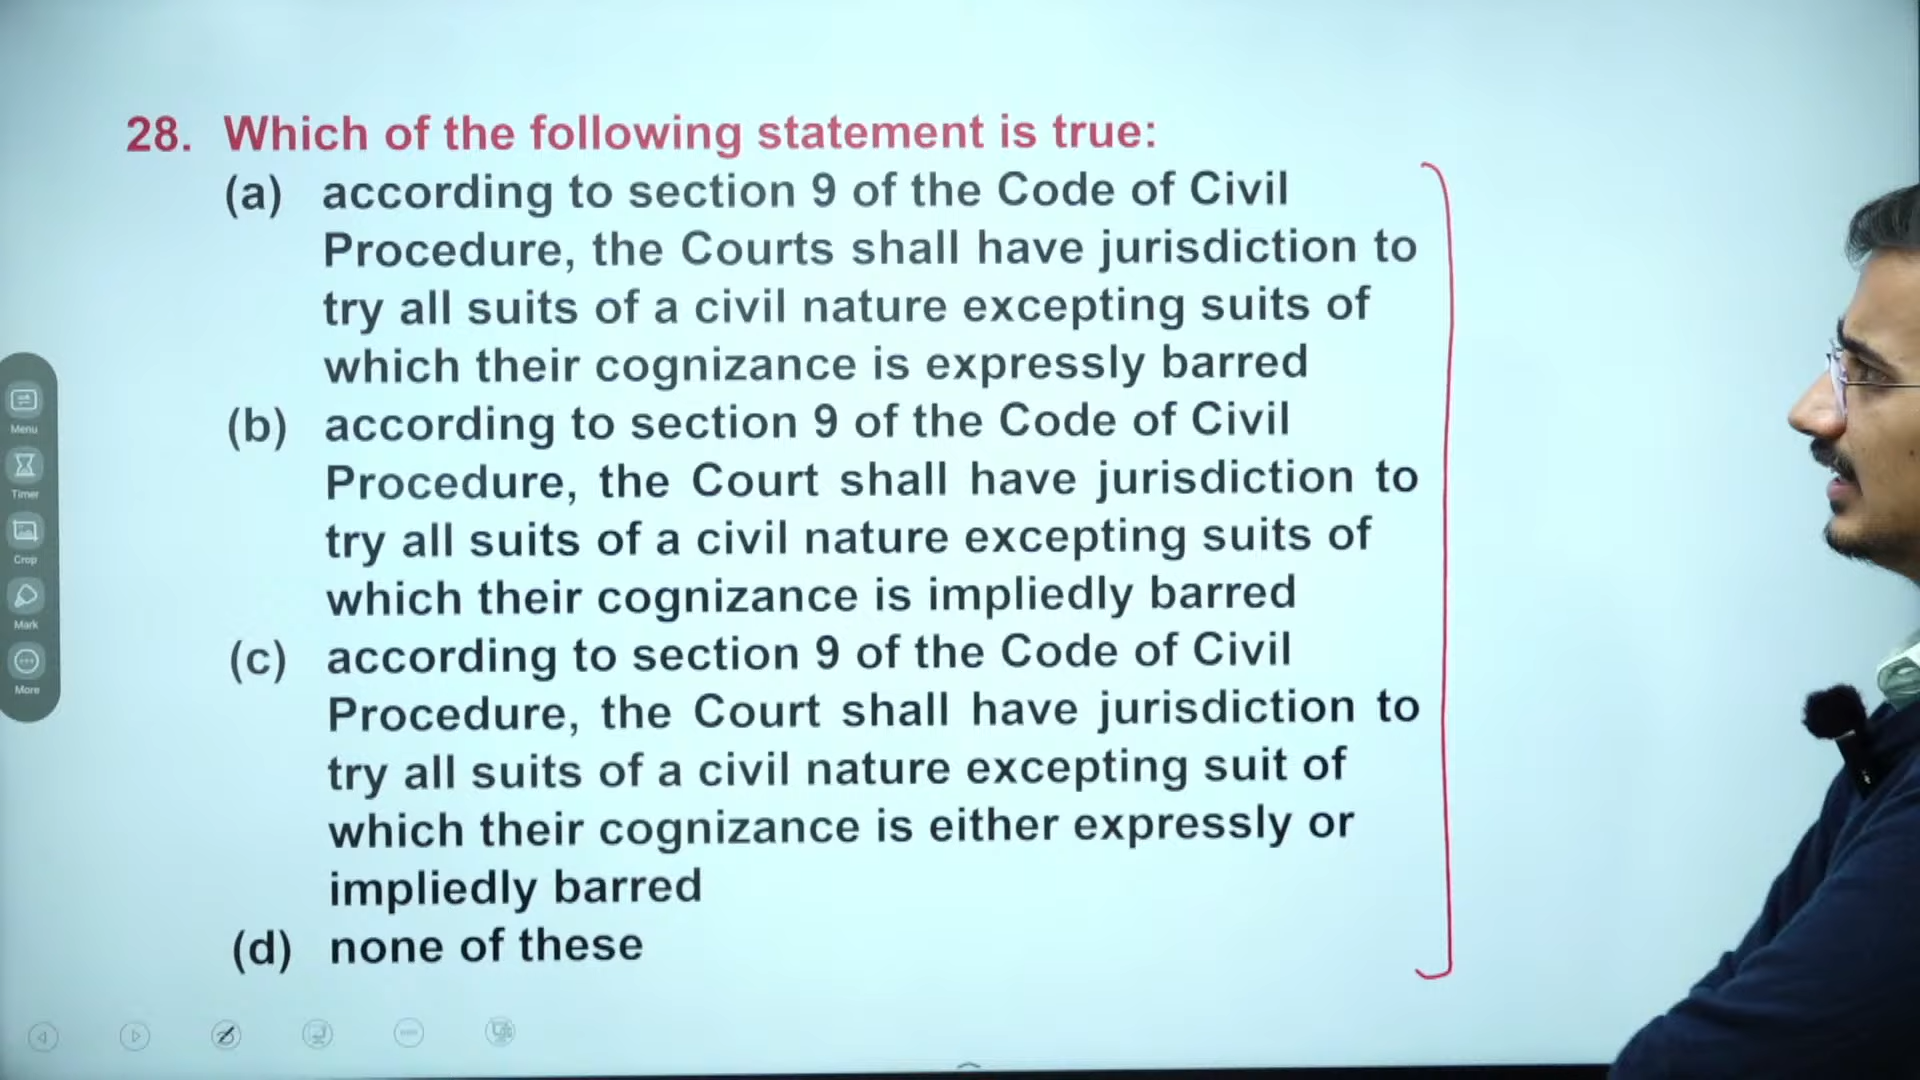 28. Which of the following statement is true:
(a) according to section 9 of the Code of Civil
Procedure, the Courts shall have jurisdiction to
try all suits of a civil nature excepting suits of
which their cognizance is expressly barred
(b) according to section 9 of the Code of Civil
Procedure, the Court shall have jurisdiction to
try all suits of a civil nature excepting suits of
which their cognizance is impliedly barred
(c) according to section 9 of the Code of Civil
Procedure, the Court shall have jurisdiction to
try all suits of a civil nature excepting suit of
which their cognizance is either expressly or
impliedly barred
(d) none of these
Menu
Timer
Crop
Mark
More